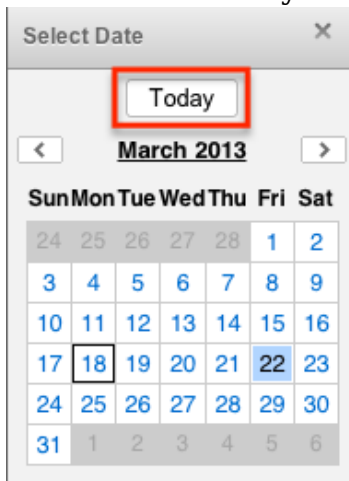 Select Date ×
Today
< March 2013 >
Sun Mon Tue Wed Thu Fri Sat
24 25 26 27 28 1 2
3 4 5 6 7 8 9
10 11 12 13 14 15 16
17 18 19 20 21 22 23
24 25 26 27 28 29 30
31 1 2 3 4 5 6